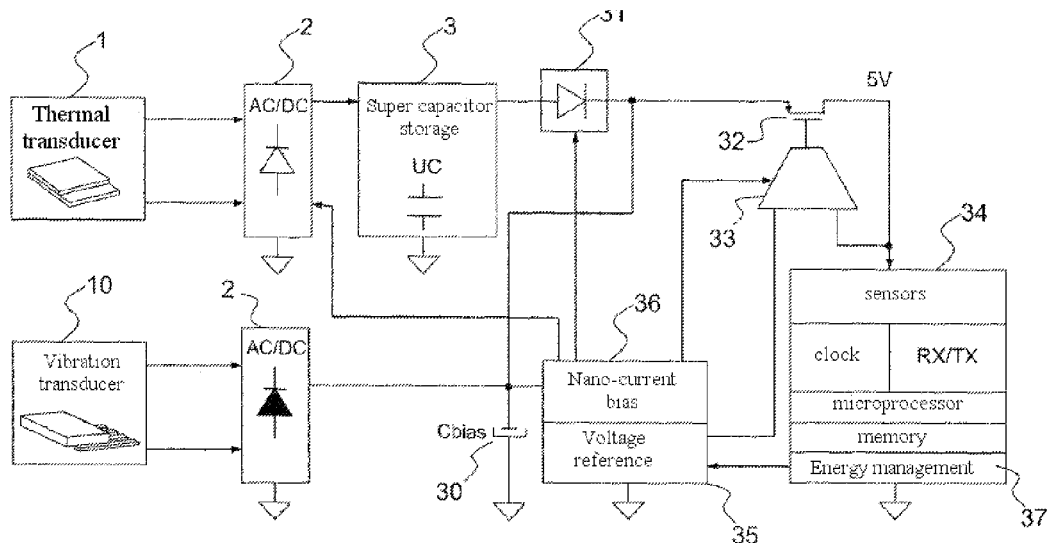 31
1
2
3
5V
Thermal
transducer
AC/DC
Super capacitor
storage
UC
32
33
34
10
2
36
sensors
Vibration
transducer
AC/DC
Nano-current
bias
clock
RX/TX
microprocessor
Cbias
Voltage
reference
memory
Energy management
30
35
37